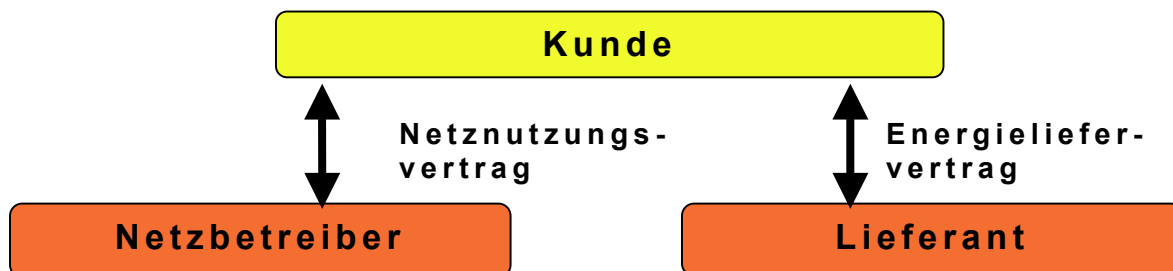 Kunde
Netznutzungs-
vertrag
Energieliefer-
vertrag
Netzbetreiber
Lieferant